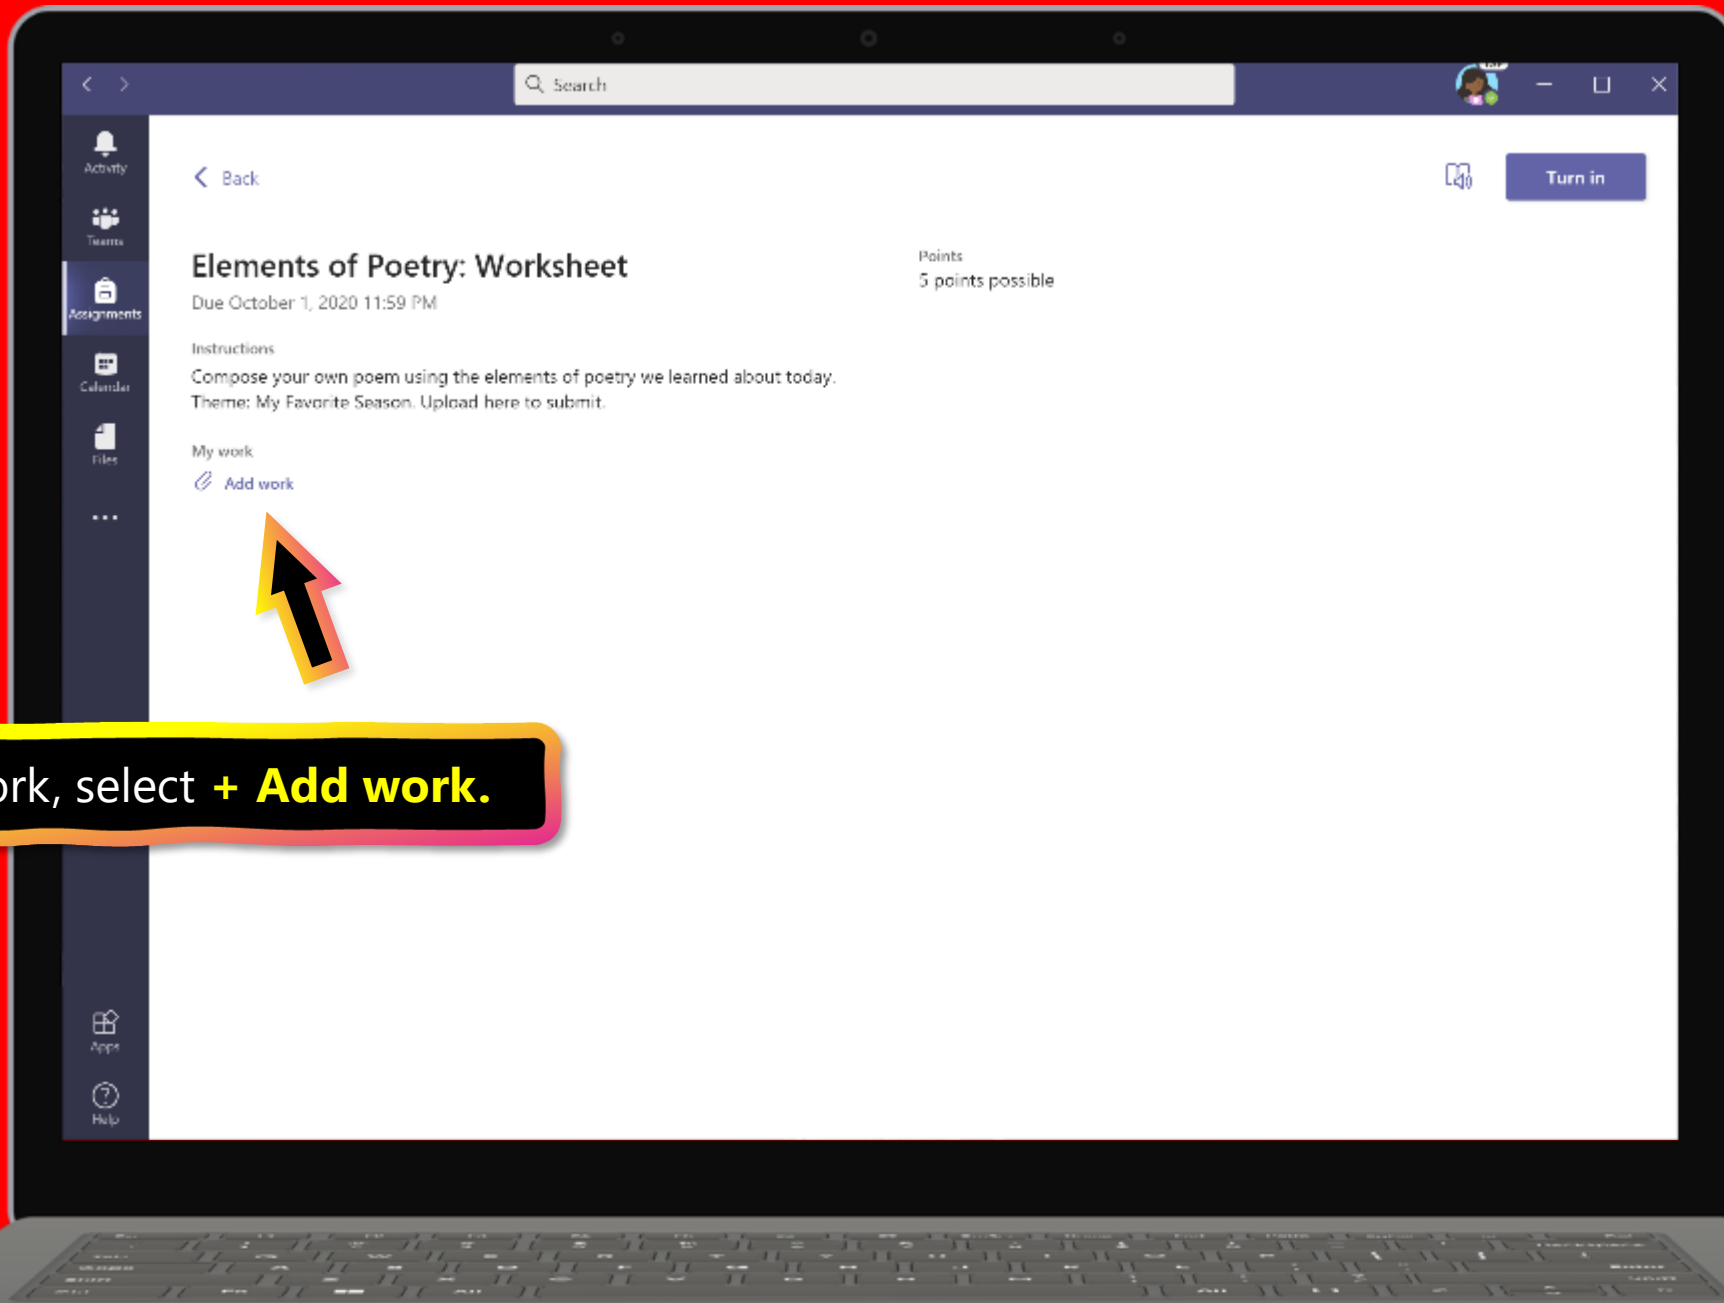 Search
Activity
Teams
Assignments
Calendar
Files
Apps
Help
Back
Turn in
Elements of Poetry: Worksheet
Due October 1, 2020 11:59 PM
Points
5 points possible
Instructions
Compose your own poem using the elements of poetry we learned about today.
Theme: My Favorite Season. Upload here to submit.
My work
Add work
ork, select + Add work.